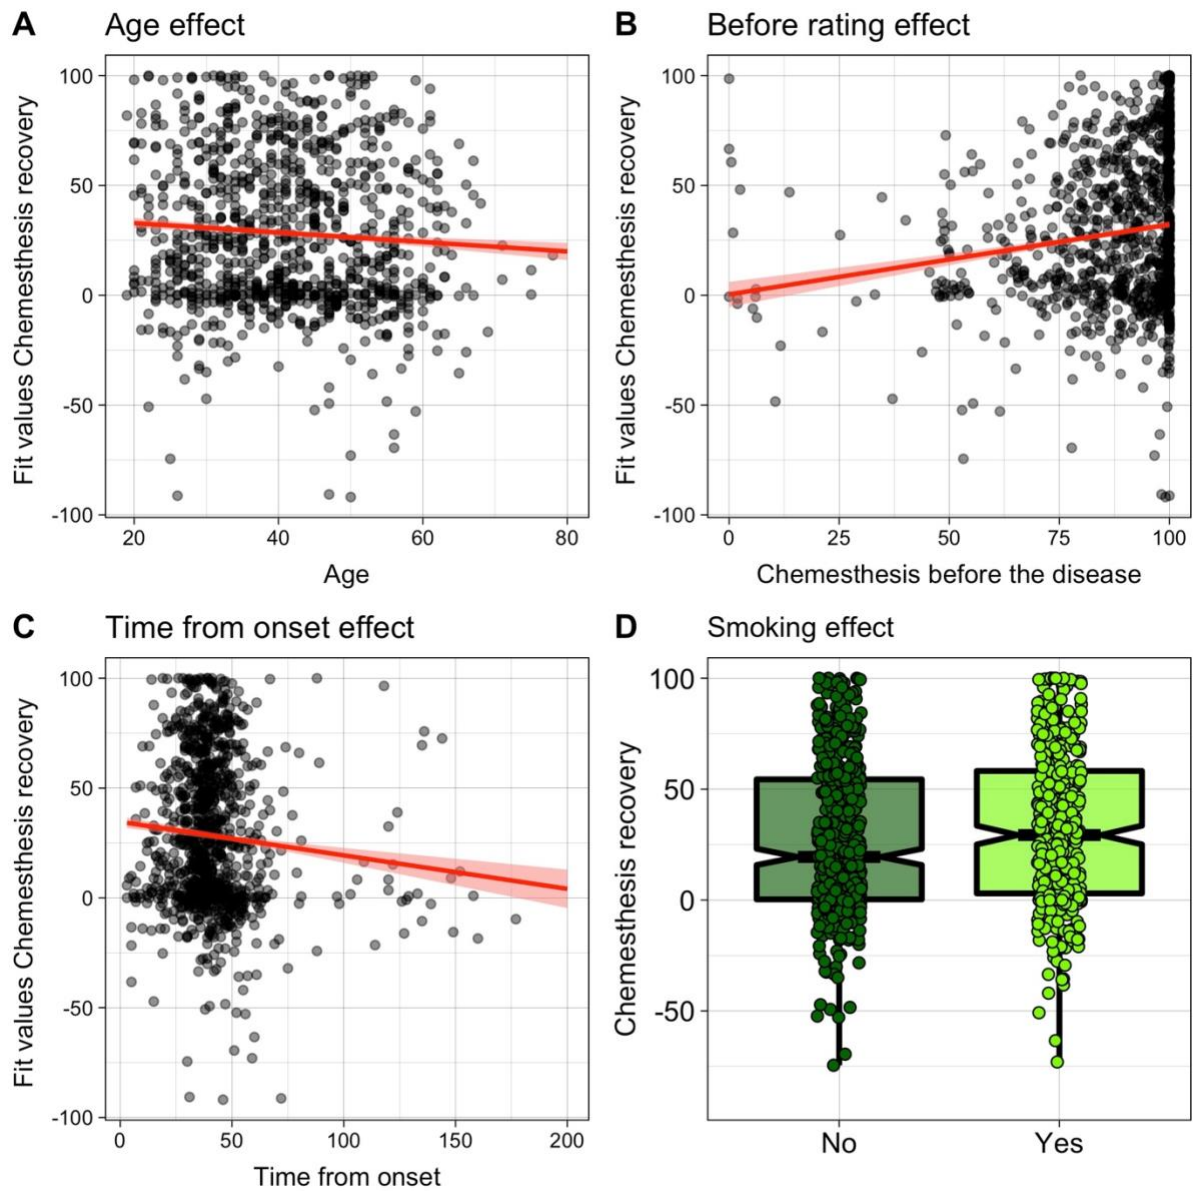 A Age effect
Fit values Chemesthesis recovery
100
50
0
-50
-100
20 40 60 80
Age
B Before rating effect
Fit values Chemesthesis recovery
100
50
0
-50
-100
0 25 50 75 100
Chemesthesis before the disease
C Time from onset effect
Fit values Chemesthesis recovery
100
50
0
-50
-100
0 50 100 150 200
Time from onset
D Smoking effect
Chemesthesis recovery
100
50
0
-50
No Yes